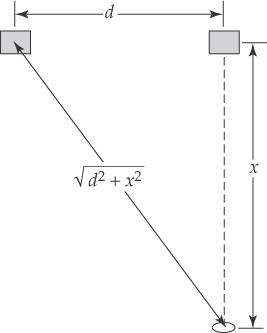 d
√d² + x²
x